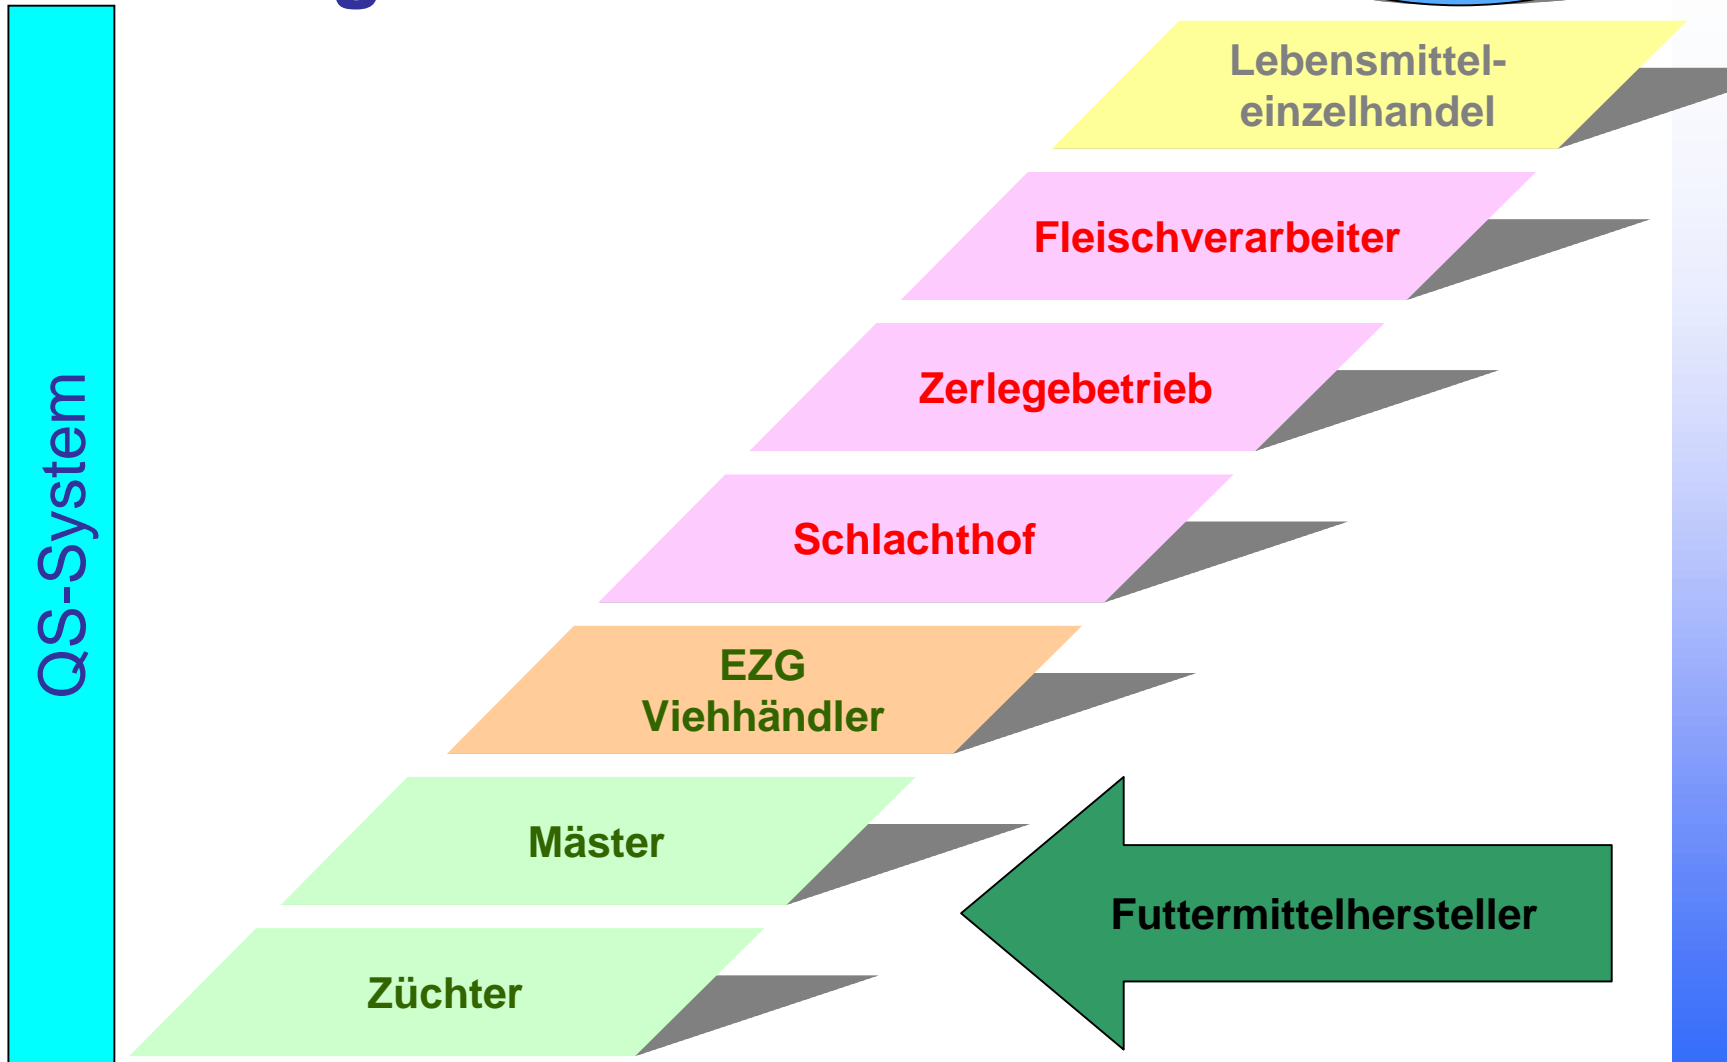 QS-System
Lebensmittel-
einzelhandel
Fleischverarbeiter
Zerlegebetrieb
Schlachthof
EZG
Viehhändler
Mäster
Futtermittelhersteller
Züchter